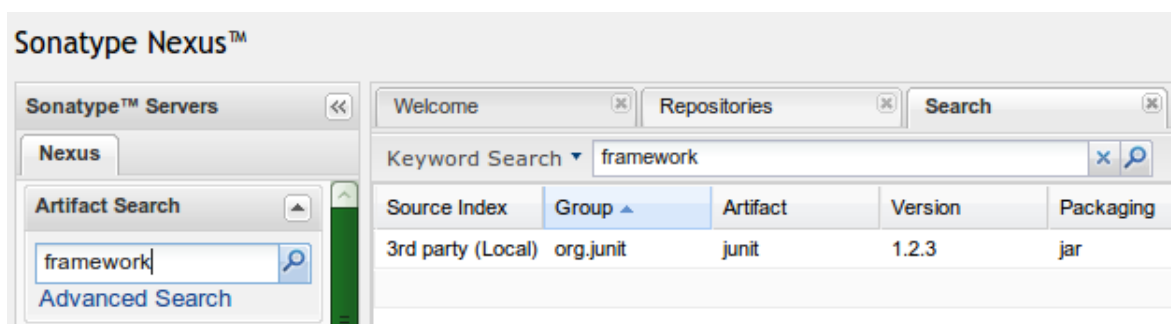 Sonatype Nexus™
Sonatype™ Servers
Nexus
Artifact Search
framework
Advanced Search
Welcome
Repositories
Search
Keyword Search
framework
Source Index Group Artifact Version Packaging
3rd party (Local) org.junit junit 1.2.3 jar